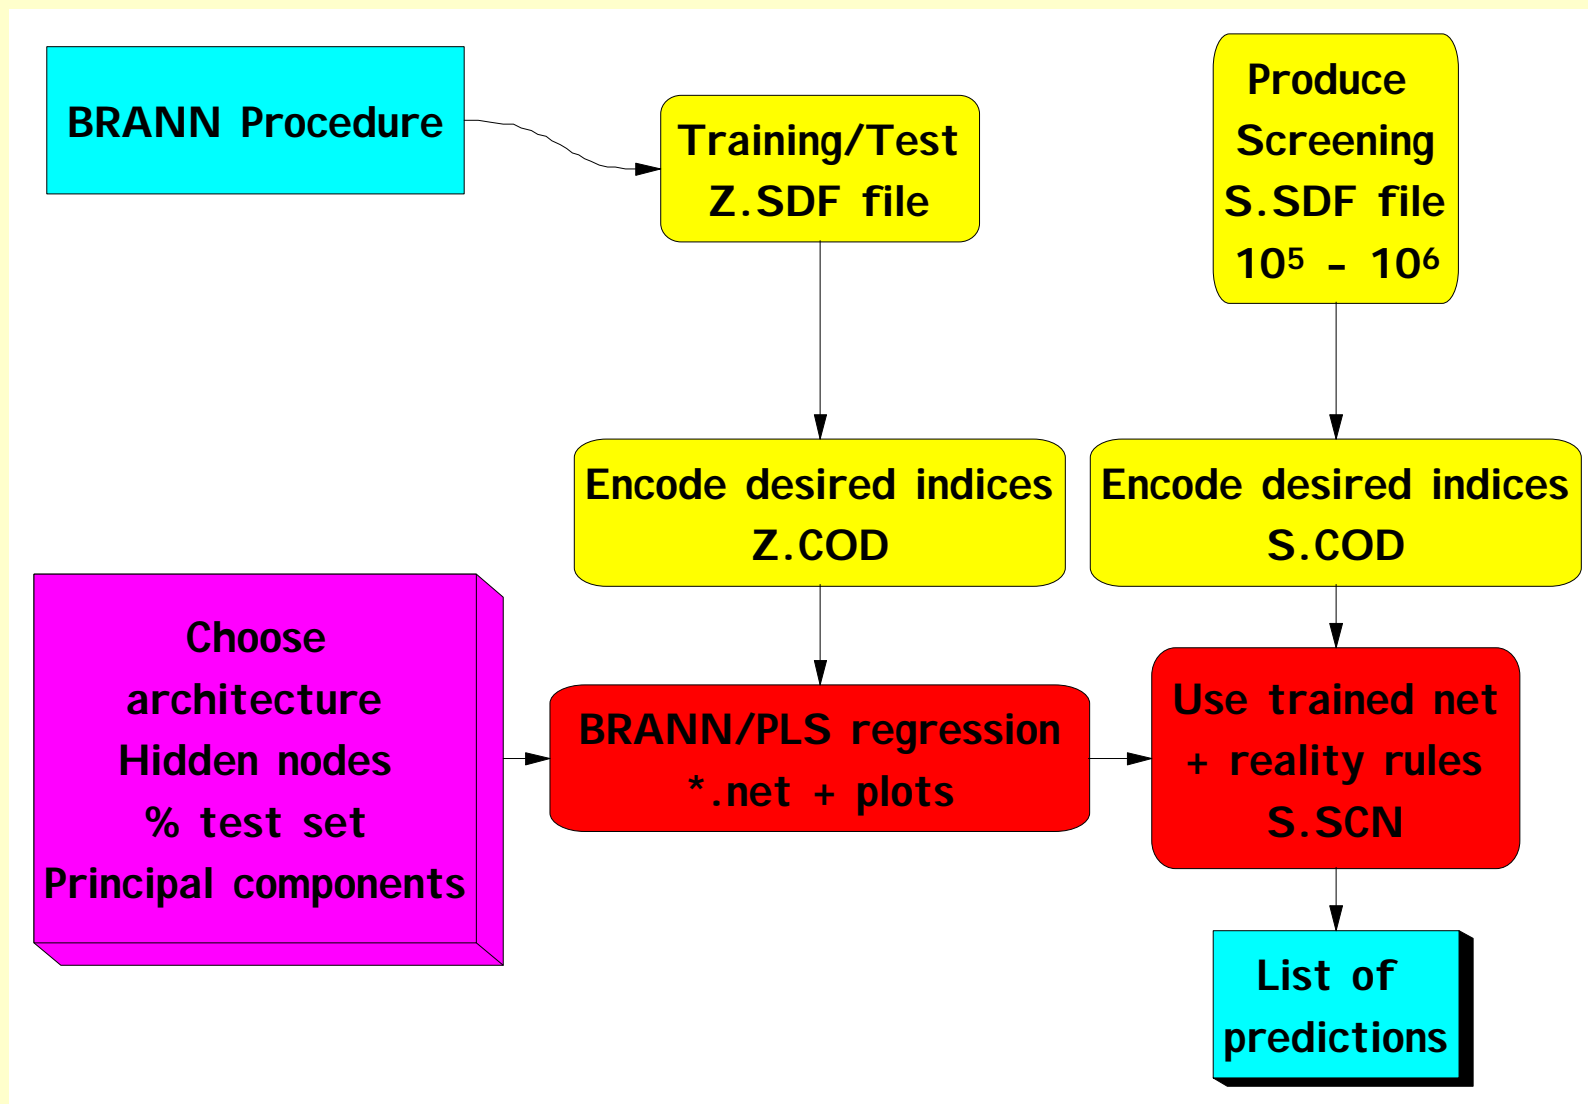 BRANN Procedure
Training/Test
Z.SDF file
Produce
Screening
S.SDF file
10⁵ - 10⁶
Encode desired indices
Z.COD
Encode desired indices
S.COD
Choose
architecture
Hidden nodes
% test set
Principal components
BRANN/PLS regression
*.net + plots
Use trained net
+ reality rules
S.SCN
List of
predictions